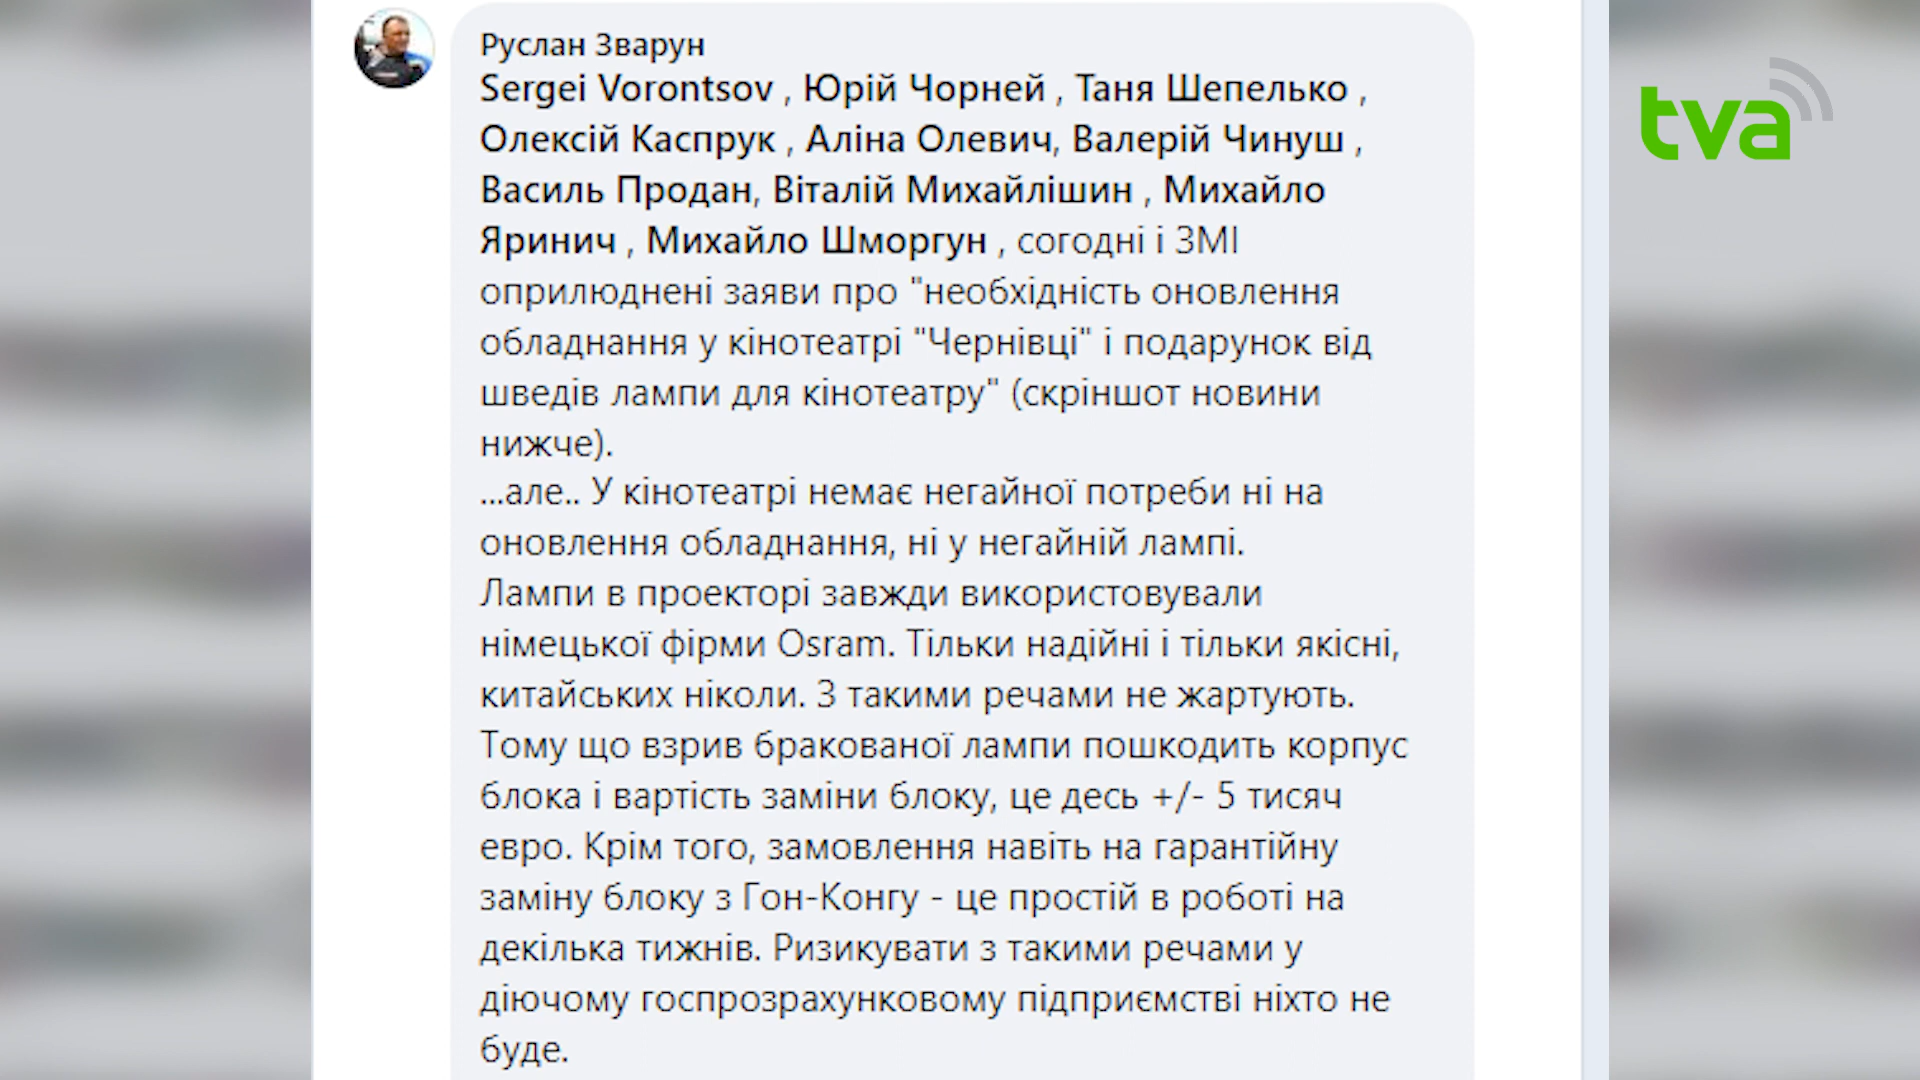 Руслан Зварун
Sergei Vorontsov , Юрій Чорней , Таня Шепелько ,
Олексій Каспрук , Аліна Олевич, Валерій Чинуш ,
Василь Продан, Віталій Михайлішин , Михайло
Яринич , Михайло Шморгун , согодні і ЗМІ
оприлюднені заяви про "необхідність оновлення
обладнання у кінотеатрі "Чернівці" і подарунок від
шведів лампи для кінотеатру" (скріншот новини
нижче).
...але.. У кінотеатрі немає негайної потреби ні на
оновлення обладнання, ні у негайній лампі.
Лампи в проекторі завжди використовували
німецької фірми Osram. Тільки надійні і тільки якісні,
китайських ніколи. З такими речами не жартують.
Тому що взрив бракованої лампи пошкодить корпус
блока і вартість заміни блоку, це десь +/- 5 тисяч
евро. Крім того, замовлення навіть на гарантійну
заміну блоку з Гон-Конгу - це простій в роботі на
декілька тижнів. Ризикувати з такими речами у
діючому госпрозрахунковому підприємстві ніхто не
буде.
tva